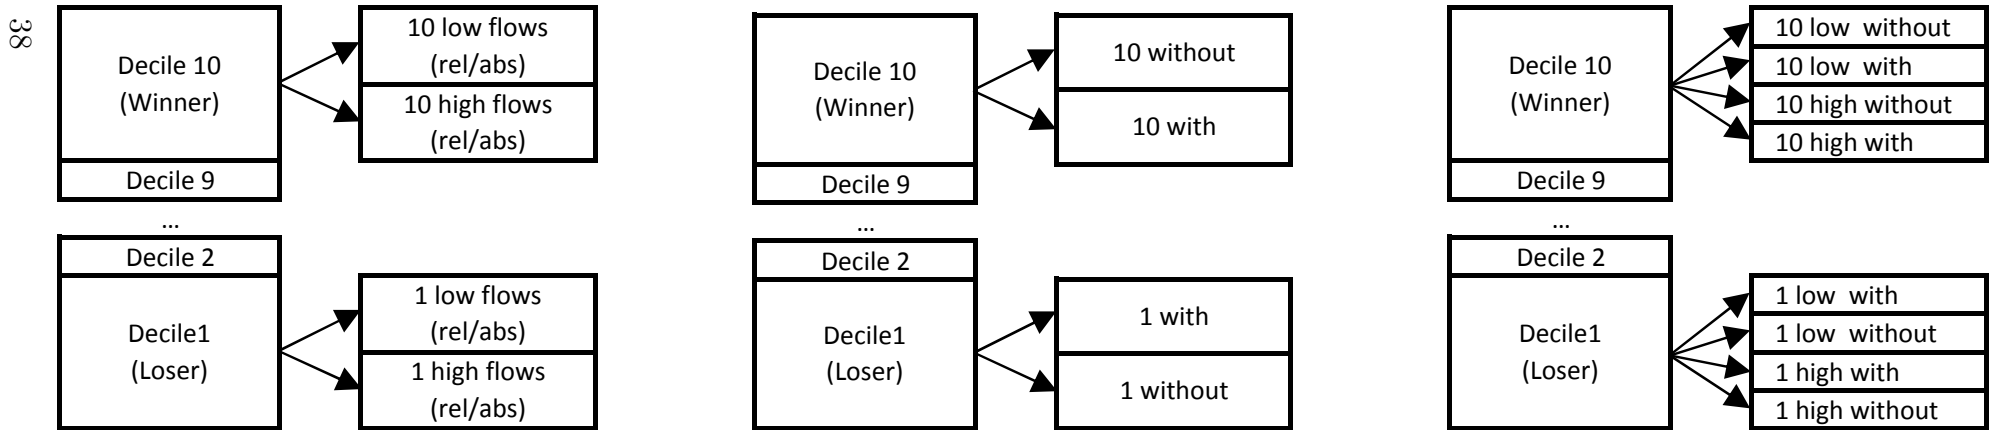 38
Decile 10
(Winner)
Decile 9
...
Decile 2
Decile1
(Loser)
10 low flows
(rel/abs)
10 high flows
(rel/abs)
1 low flows
(rel/abs)
1 high flows
(rel/abs)
Decile 10
(Winner)
Decile 9
...
Decile 2
Decile1
(Loser)
10 without
10 with
1 with
1 without
Decile 10
(Winner)
Decile 9
...
Decile 2
Decile1
(Loser)
10 low without
10 low with
10 high without
10 high with
1 low with
1 low without
1 high with
1 high without